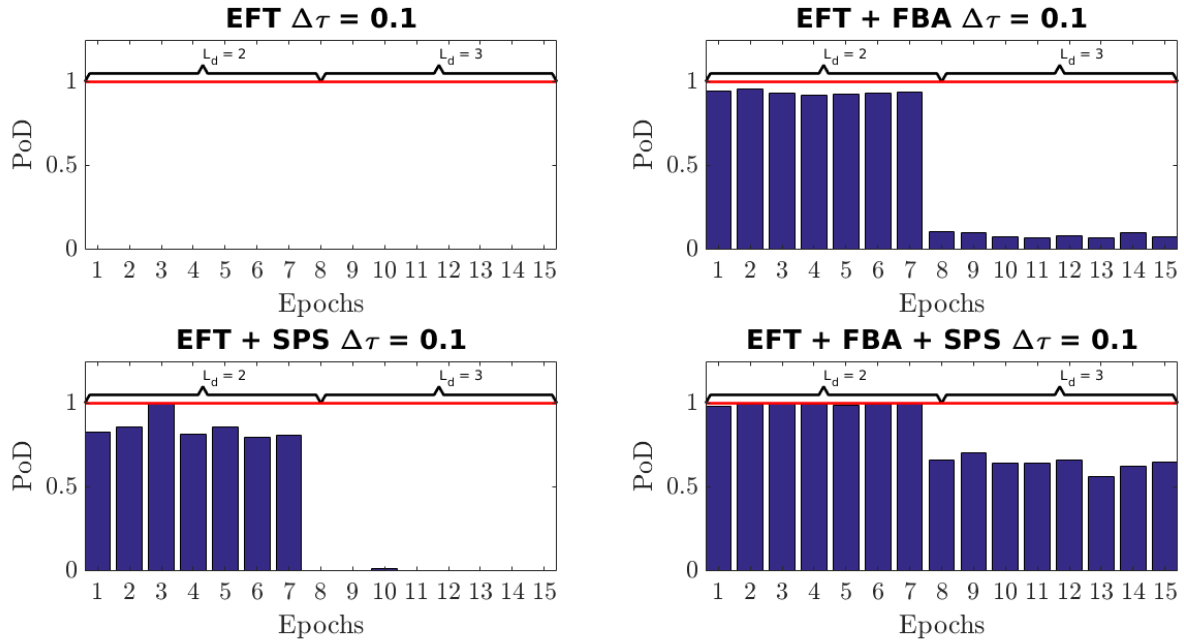 EFT Δτ = 0.1
L_d = 2
L_d = 3
1
0.5
0
PoD
1 2 3 4 5 6 7 8 9 10 11 12 13 14 15
Epochs
EFT + FBA Δτ = 0.1
L_d = 2
L_d = 3
1
0.5
0
PoD
1 2 3 4 5 6 7 8 9 10 11 12 13 14 15
Epochs
EFT + SPS Δτ = 0.1
L_d = 2
L_d = 3
1
0.5
0
PoD
1 2 3 4 5 6 7 8 9 10 11 12 13 14 15
Epochs
EFT + FBA + SPS Δτ = 0.1
L_d = 2
L_d = 3
1
0.5
0
PoD
1 2 3 4 5 6 7 8 9 10 11 12 13 14 15
Epochs